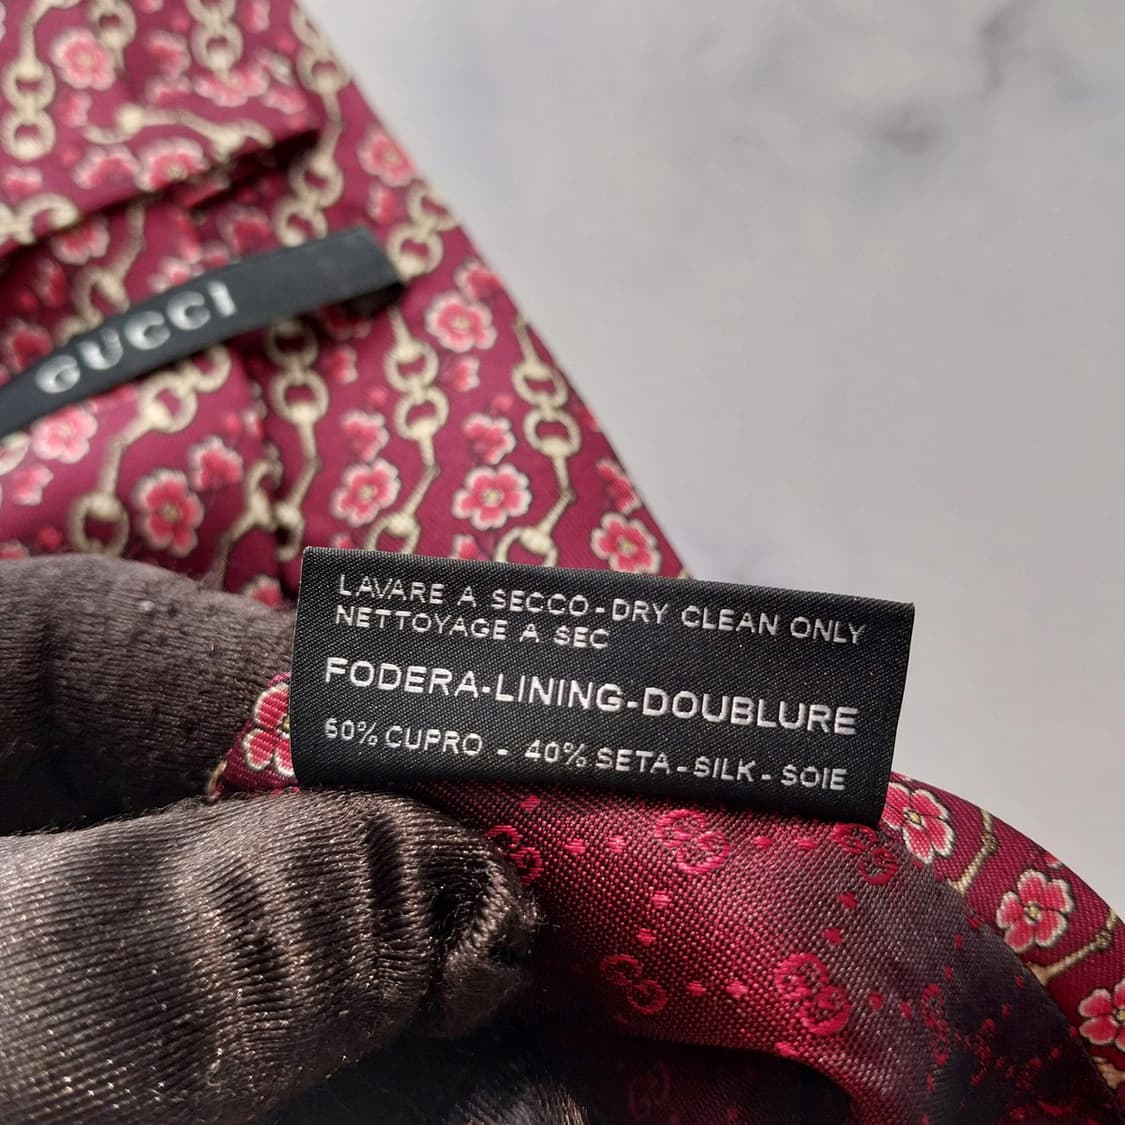 GUCCI
LAVARE A SECCO-DRY CLEAN ONLY
NETTOYAGE A SEC
FODERA-LINING-DOUBLURE
60% CUPRO - 40% SETA-SILK-SOIE